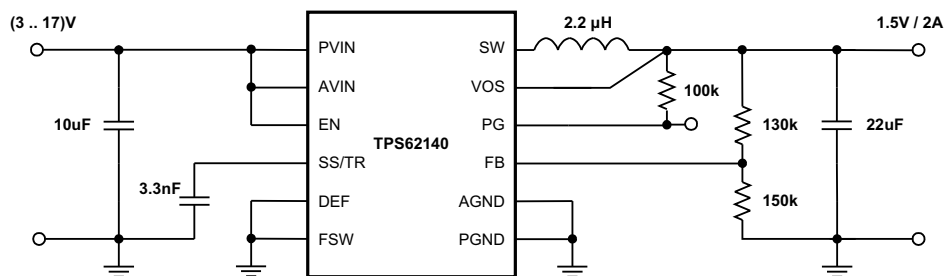 (3 .. 17)V
2.2 µH
1.5V / 2A
PVIN
SW
AVIN
VOS
100k
10uF
EN
PG
130k
22uF
TPS62140
SS/TR
FB
3.3nF
150k
DEF
AGND
FSW
PGND